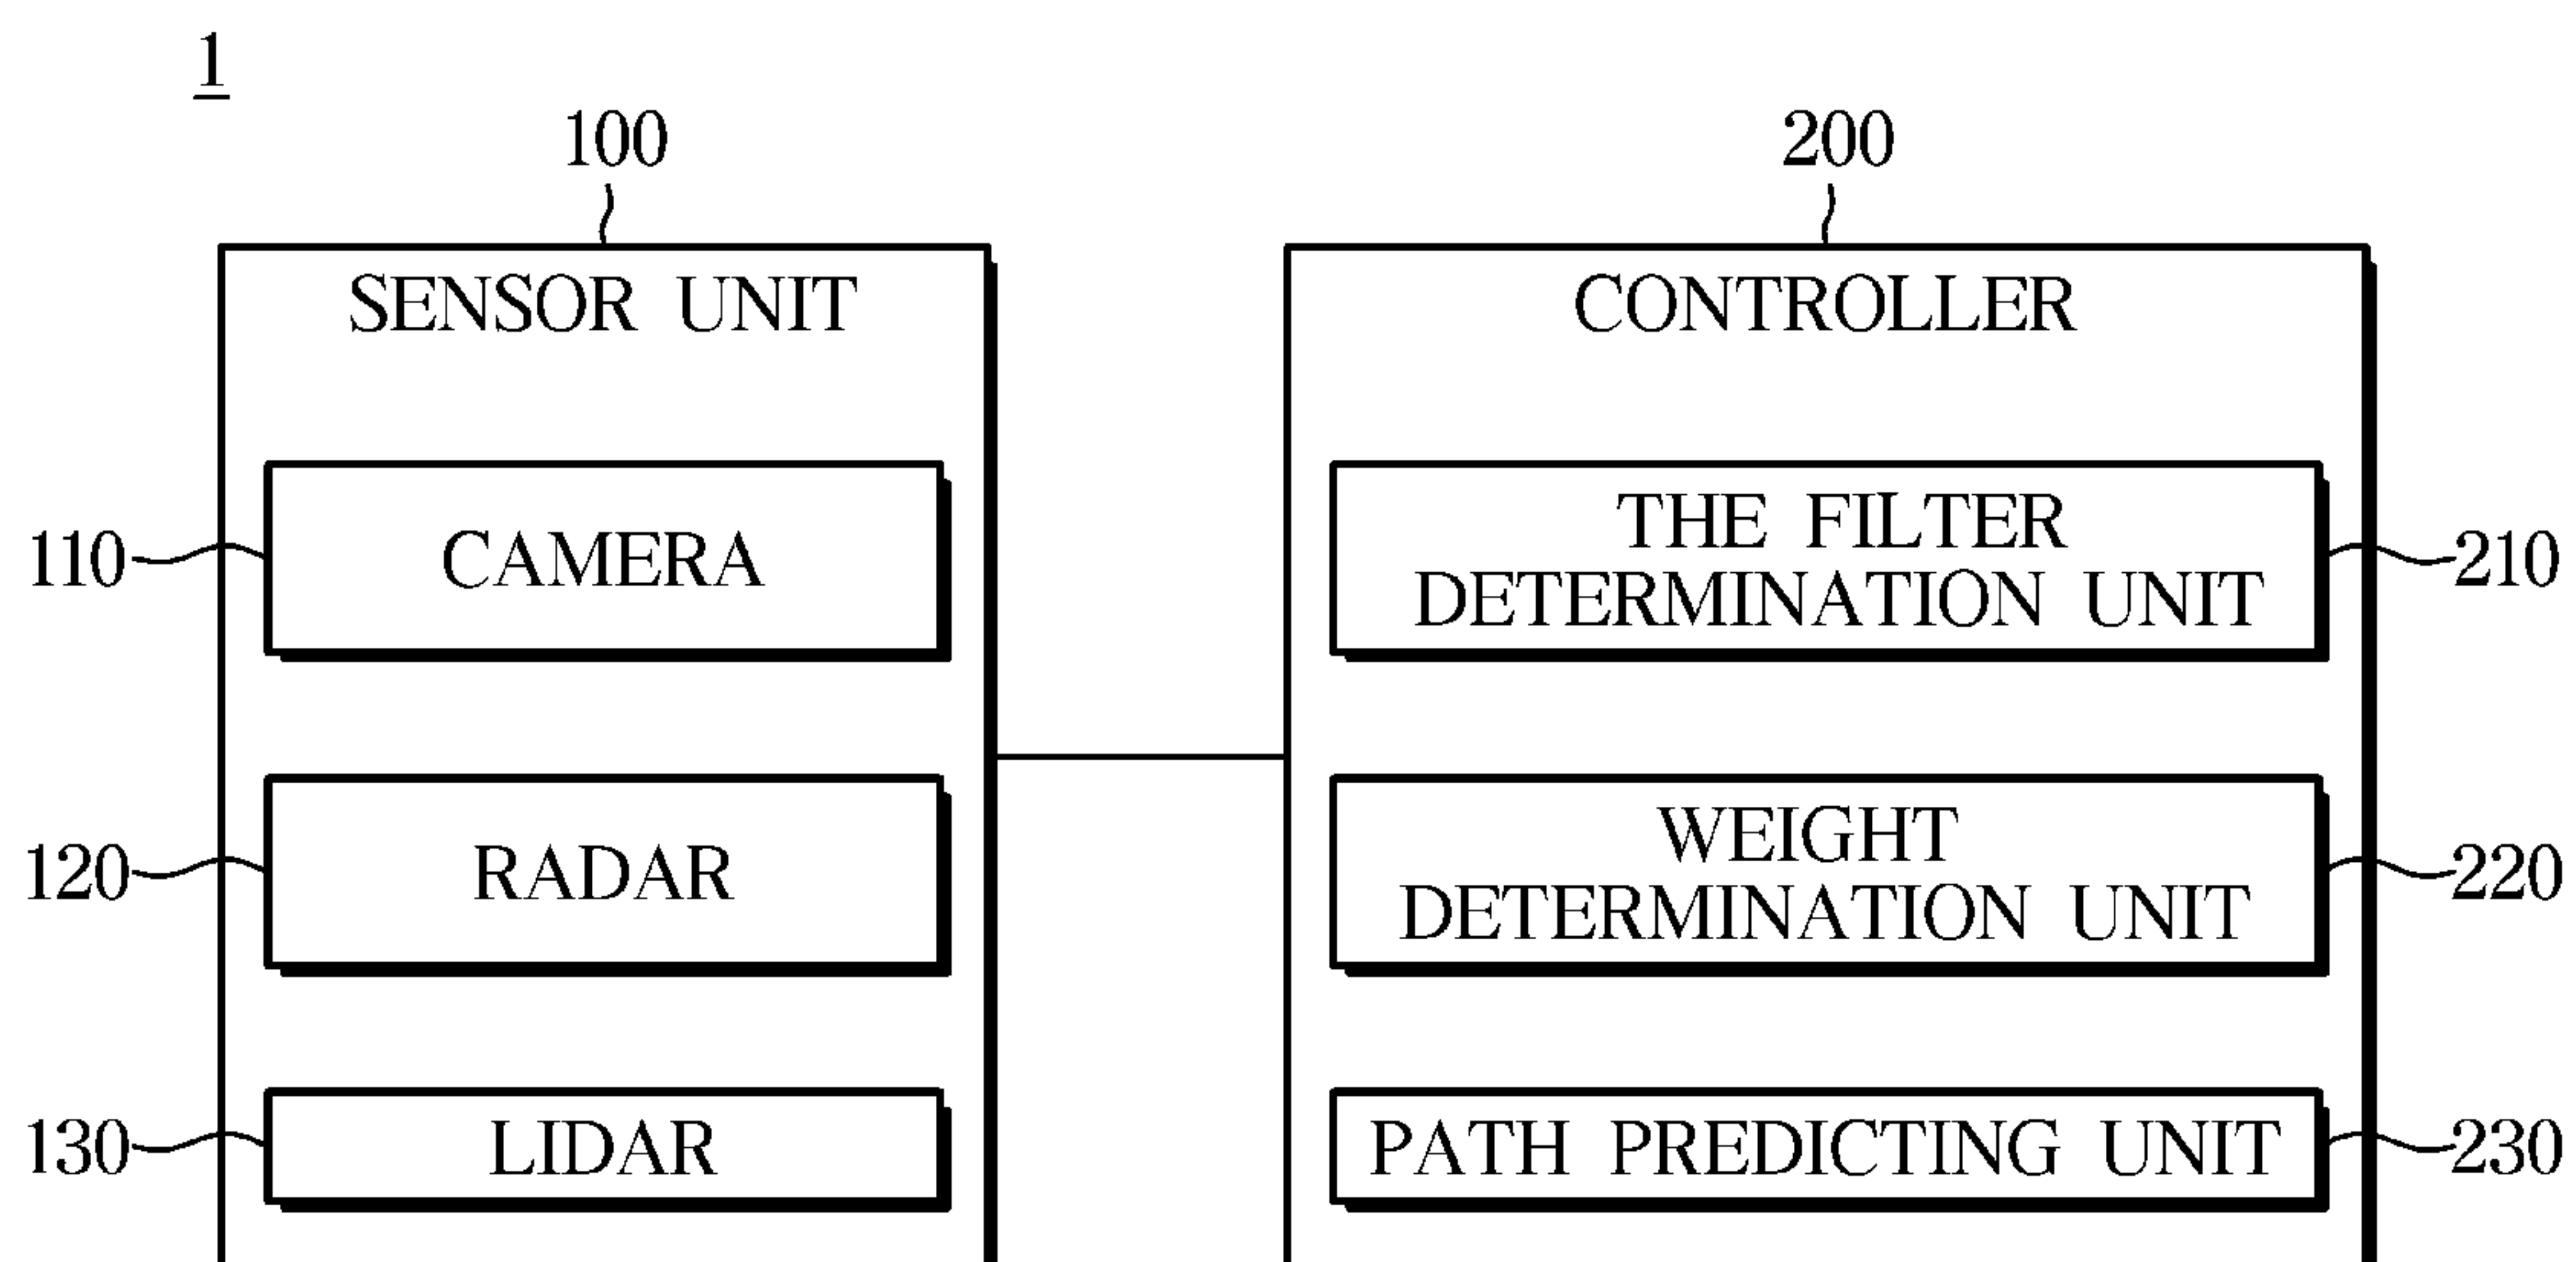 1
100
200
SENSOR UNIT
CONTROLLER
110
CAMERA
THE FILTER
DETERMINATION UNIT
210
120
RADAR
WEIGHT
DETERMINATION UNIT
220
130
LIDAR
PATH PREDICTING UNIT
230